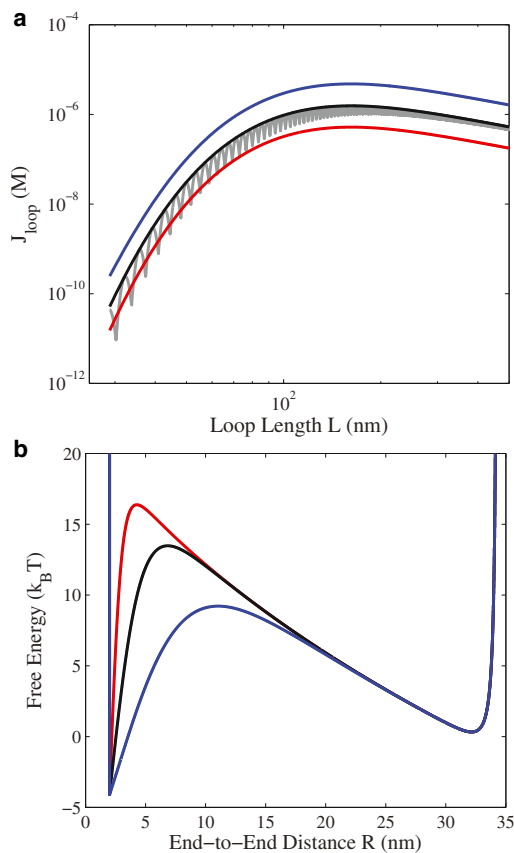 a
10^-4
10^-6
10^-8
10^-10
10^-12
J_loop (M)
10^2
Loop Length L (nm)
b
20
15
10
5
0
−5
Free Energy (k_BT)
0 5 10 15 20 25 30 35
End−to−End Distance R (nm)